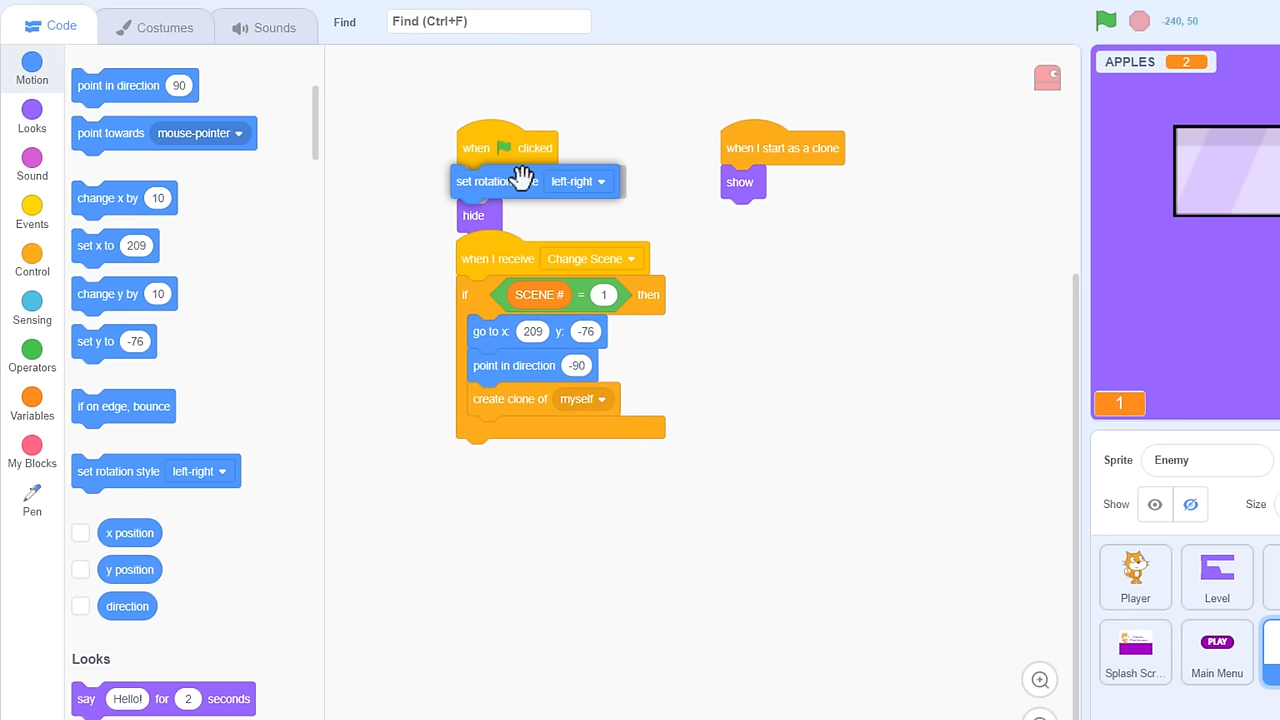 Code
Costumes
Sounds
Find
Find (Ctrl+F)
-240, 50
Motion
Looks
Sound
Events
Control
Sensing
Operators
Variables
My Blocks
Pen
point in direction 90
point towards mouse-pointer
change x by 10
set x to 209
change y by 10
set y to -76
if on edge, bounce
set rotation style left-right
x position
y position
direction
Looks
say Hello! for 2 seconds
when clicked
set rotation left-right
hide
when I receive Change Scene
if SCENE # = 1 then
go to x: 209 y: -76
point in direction -90
create clone of myself
when I start as a clone
show
APPLES 2
1
Sprite Enemy
Show
Size
Player
Level
Splash Scr...
PLAY
Main Menu